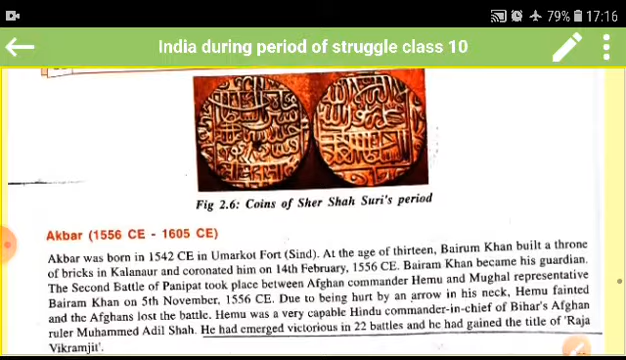 79% 17:16
India during period of struggle class 10
Fig 2.6: Coins of Sher Shah Suri's period
Akbar (1556 CE - 1605 CE)
Akbar was born in 1542 CE in Umarkot Fort (Sind). At the age of thirteen, Bairum Khan built a throne
of bricks in Kalanaur and coronated him on 14th February, 1556 CE. Bairam Khan became his guardian.
The Second Battle of Panipat took place between Afghan commander Hemu and Mughal representative
Bairam Khan on 5th November, 1556 CE. Due to being hurt by an arrow in his neck, Hemu fainted
and the Afghans lost the battle. Hemu was a very capable Hindu commander-in-chief of Bihar's Afghan
ruler Muhammed Adil Shah. He had emerged victorious in 22 battles and he had gained the title of 'Raja
Vikramjit'.